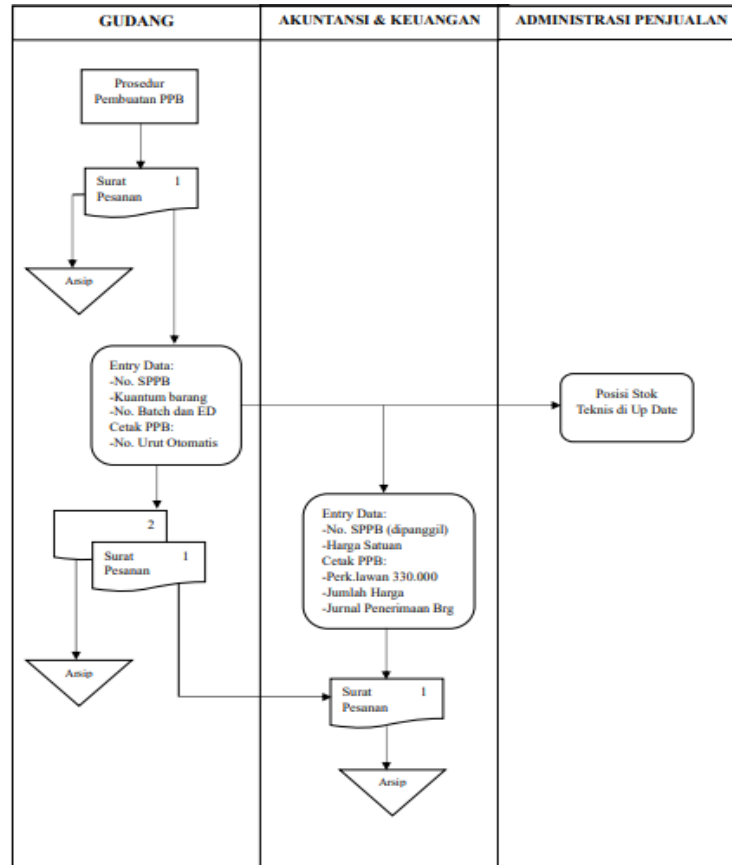 GUDANG
AKUNTANSI & KEUANGAN
ADMINISTRASI PENJUALAN
Prosedur
Pembuatan PPB
Surat 1
Pesanan
Arsip
Entry Data:
-No. SPPB
-Kuantum barang
-No. Batch dan ED
Cetak PPB:
-No. Urut Otomatis
Posisi Stok
Teknis di Up Date
2
Surat 1
Pesanan
Arsip
Entry Data:
-No. SPPB (dipanggil)
-Harga Satuan
Cetak PPB:
-Perk.lawan 330.000
-Jumlah Harga
-Jurnal Penerimaan Brg
Surat 1
Pesanan
Arsip